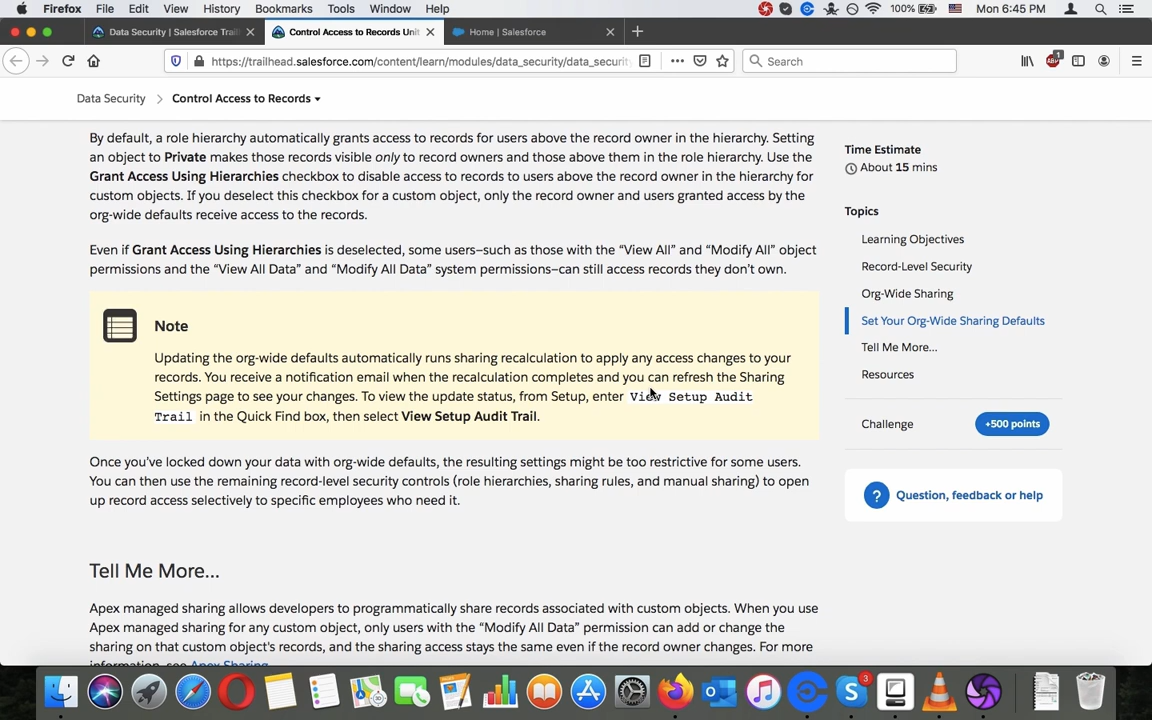 Firefox File Edit View History Bookmarks Tools Window Help 100% Mon 6:45 PM
Data Security | Salesforce Trail
Control Access to Records Unit
Home | Salesforce
https://trailhead.salesforce.com/content/learn/modules/data_security/data_securit
Search
1
Data Security
Control Access to Records
By default, a role hierarchy automatically grants access to records for users above the record owner in the hierarchy. Setting
an object to Private makes those records visible only to record owners and those above them in the role hierarchy. Use the
Grant Access Using Hierarchies checkbox to disable access to records to users above the record owner in the hierarchy for
custom objects. If you deselect this checkbox for a custom object, only the record owner and users granted access by the
org-wide defaults receive access to the records.
Even if Grant Access Using Hierarchies is deselected, some users—such as those with the “View All” and “Modify All” object
permissions and the “View All Data” and “Modify All Data” system permissions—can still access records they don’t own.
Note
Updating the org-wide defaults automatically runs sharing recalculation to apply any access changes to your
records. You receive a notification email when the recalculation completes and you can refresh the Sharing
Settings page to see your changes. To view the update status, from Setup, enter View Setup Audit
Trail in the Quick Find box, then select View Setup Audit Trail.
Once you’ve locked down your data with org-wide defaults, the resulting settings might be too restrictive for some users.
You can then use the remaining record-level security controls (role hierarchies, sharing rules, and manual sharing) to open
up record access selectively to specific employees who need it.
Tell Me More...
Apex managed sharing allows developers to programmatically share records associated with custom objects. When you use
Apex managed sharing for any custom object, only users with the “Modify All Data” permission can add or change the
sharing on that custom object's records, and the sharing access stays the same even if the record owner changes. For more
information, see Apex Sharing.
Time Estimate
About 15 mins
Topics
Learning Objectives
Record-Level Security
Org-Wide Sharing
Set Your Org-Wide Sharing Defaults
Tell Me More...
Resources
Challenge
+500 points
? Question, feedback or help
3